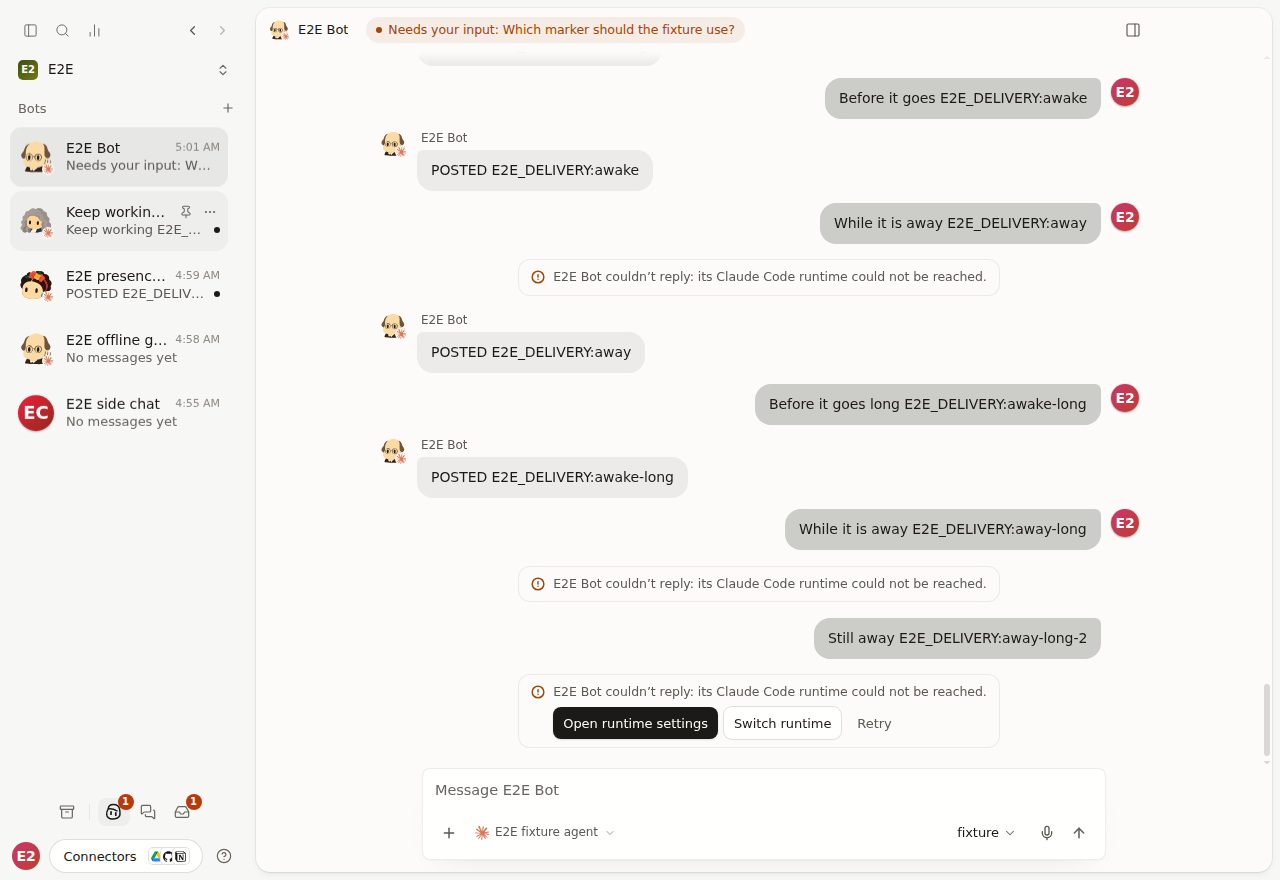 E2 E2E
Bots
E2E Bot 5:01 AM
Needs your input: W...
Keep workin...
Keep working E2E_...
E2E presenc... 4:59 AM
POSTED E2E_DELIV...
E2E offline g... 4:58 AM
No messages yet
EC E2E side chat 4:55 AM
No messages yet
1 1
E2 Connectors
E2E Bot Needs your input: Which marker should the fixture use?
Before it goes E2E_DELIVERY:awake E2
E2E Bot
POSTED E2E_DELIVERY:awake
While it is away E2E_DELIVERY:away E2
E2E Bot couldn’t reply: its Claude Code runtime could not be reached.
E2E Bot
POSTED E2E_DELIVERY:away
Before it goes long E2E_DELIVERY:awake-long E2
E2E Bot
POSTED E2E_DELIVERY:awake-long
While it is away E2E_DELIVERY:away-long E2
E2E Bot couldn’t reply: its Claude Code runtime could not be reached.
Still away E2E_DELIVERY:away-long-2
E2E Bot couldn’t reply: its Claude Code runtime could not be reached.
Open runtime settings Switch runtime Retry
Message E2E Bot
E2E fixture agent fixture